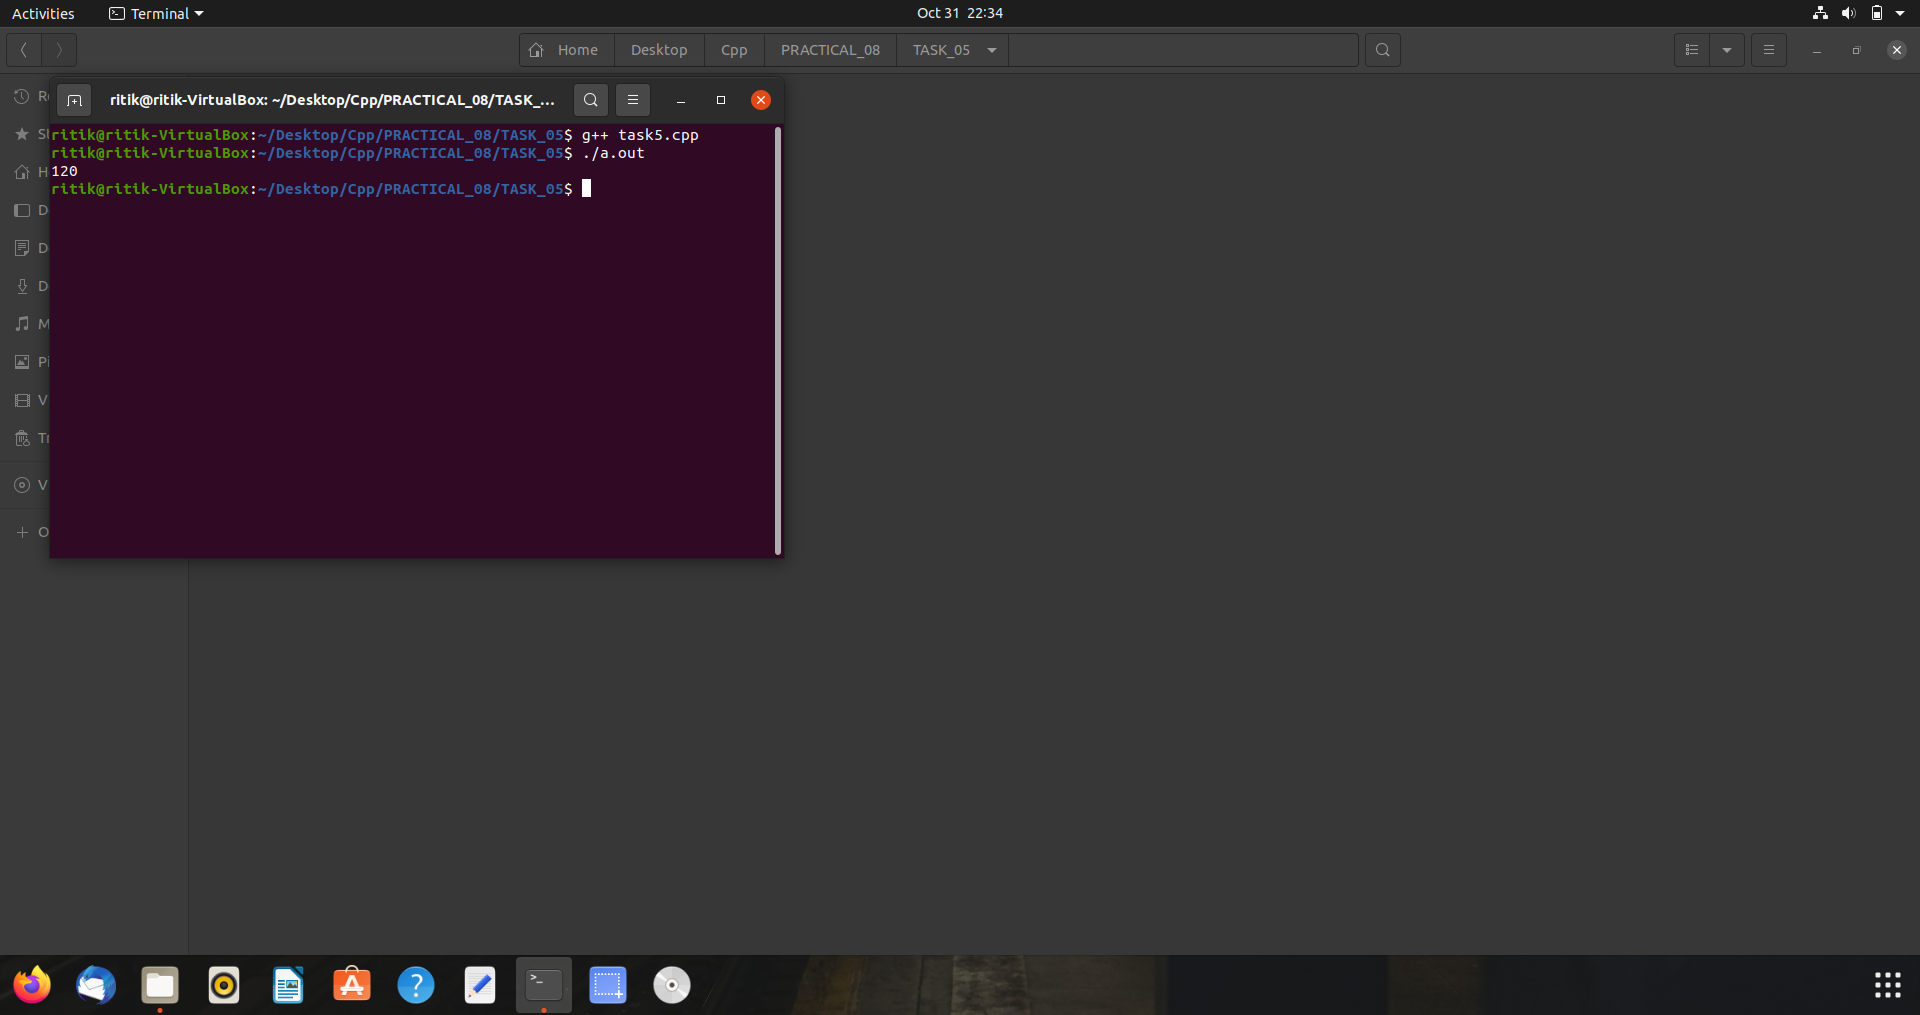 Activities Terminal Oct 31 22:34
Home Desktop Cpp PRACTICAL_08 TASK_05
ritik@ritik-VirtualBox: ~/Desktop/Cpp/PRACTICAL_08/TASK_...
ritik@ritik-VirtualBox:~/Desktop/Cpp/PRACTICAL_08/TASK_05$ g++ task5.cpp
ritik@ritik-VirtualBox:~/Desktop/Cpp/PRACTICAL_08/TASK_05$ ./a.out
120
ritik@ritik-VirtualBox:~/Desktop/Cpp/PRACTICAL_08/TASK_05$